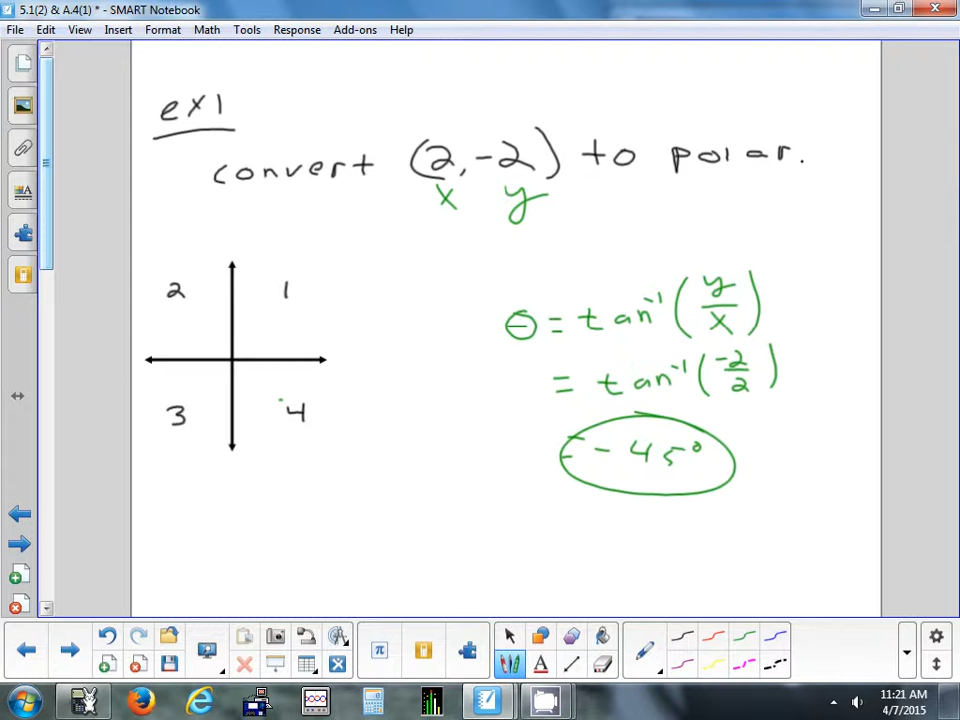 5.1(2) & A.4(1) * - SMART Notebook
File Edit View Insert Format Math Tools Response Add-ons Help
ex1
convert (2, -2) to polar.
x y
2 1
3 4
θ = tan⁻¹ (y/x)
= tan⁻¹ (-2/2)
= -45°
π
A
11:21 AM
4/7/2015